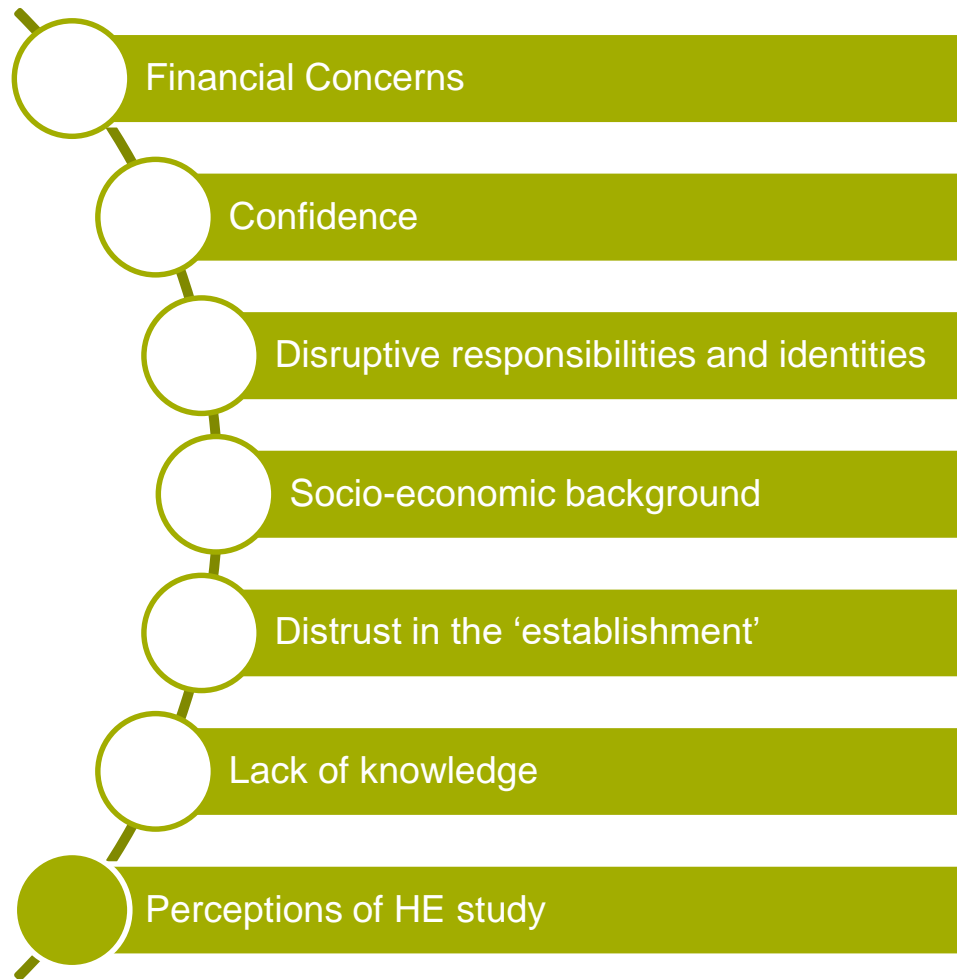 Financial Concerns
Confidence
Disruptive responsibilities and identities
Socio-economic background
Distrust in the ‘establishment’
Lack of knowledge
Perceptions of HE study